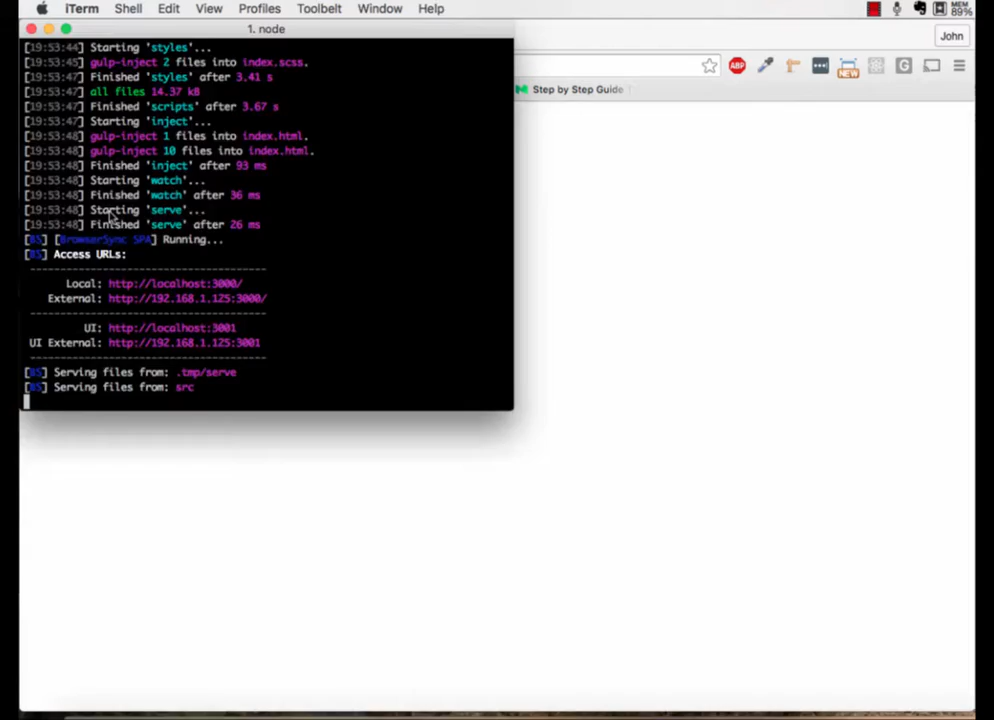 iTerm Shell Edit View Profiles Toolbelt Window Help
MEM
89%
1. node
John
ABP
NEW
G
Step by Step Guide
[19:53:44] Starting 'styles'...
[19:53:45] gulp-inject 2 files into index.scss.
[19:53:47] Finished 'styles' after 3.41 s
[19:53:47] all files 14.37 kB
[19:53:47] Finished 'scripts' after 3.67 s
[19:53:47] Starting 'inject'...
[19:53:48] gulp-inject 1 files into index.html.
[19:53:48] gulp-inject 10 files into index.html.
[19:53:48] Finished 'inject' after 93 ms
[19:53:48] Starting 'watch'...
[19:53:48] Finished 'watch' after 36 ms
[19:53:48] Starting 'serve'...
[19:53:48] Finished 'serve' after 26 ms
[BS] [BrowserSync SPA] Running...
[BS] Access URLs:
--------------------------------------
Local: http://localhost:3000/
External: http://192.168.1.125:3000/
--------------------------------------
UI: http://localhost:3001
UI External: http://192.168.1.125:3001
--------------------------------------
[BS] Serving files from: .tmp/serve
[BS] Serving files from: src